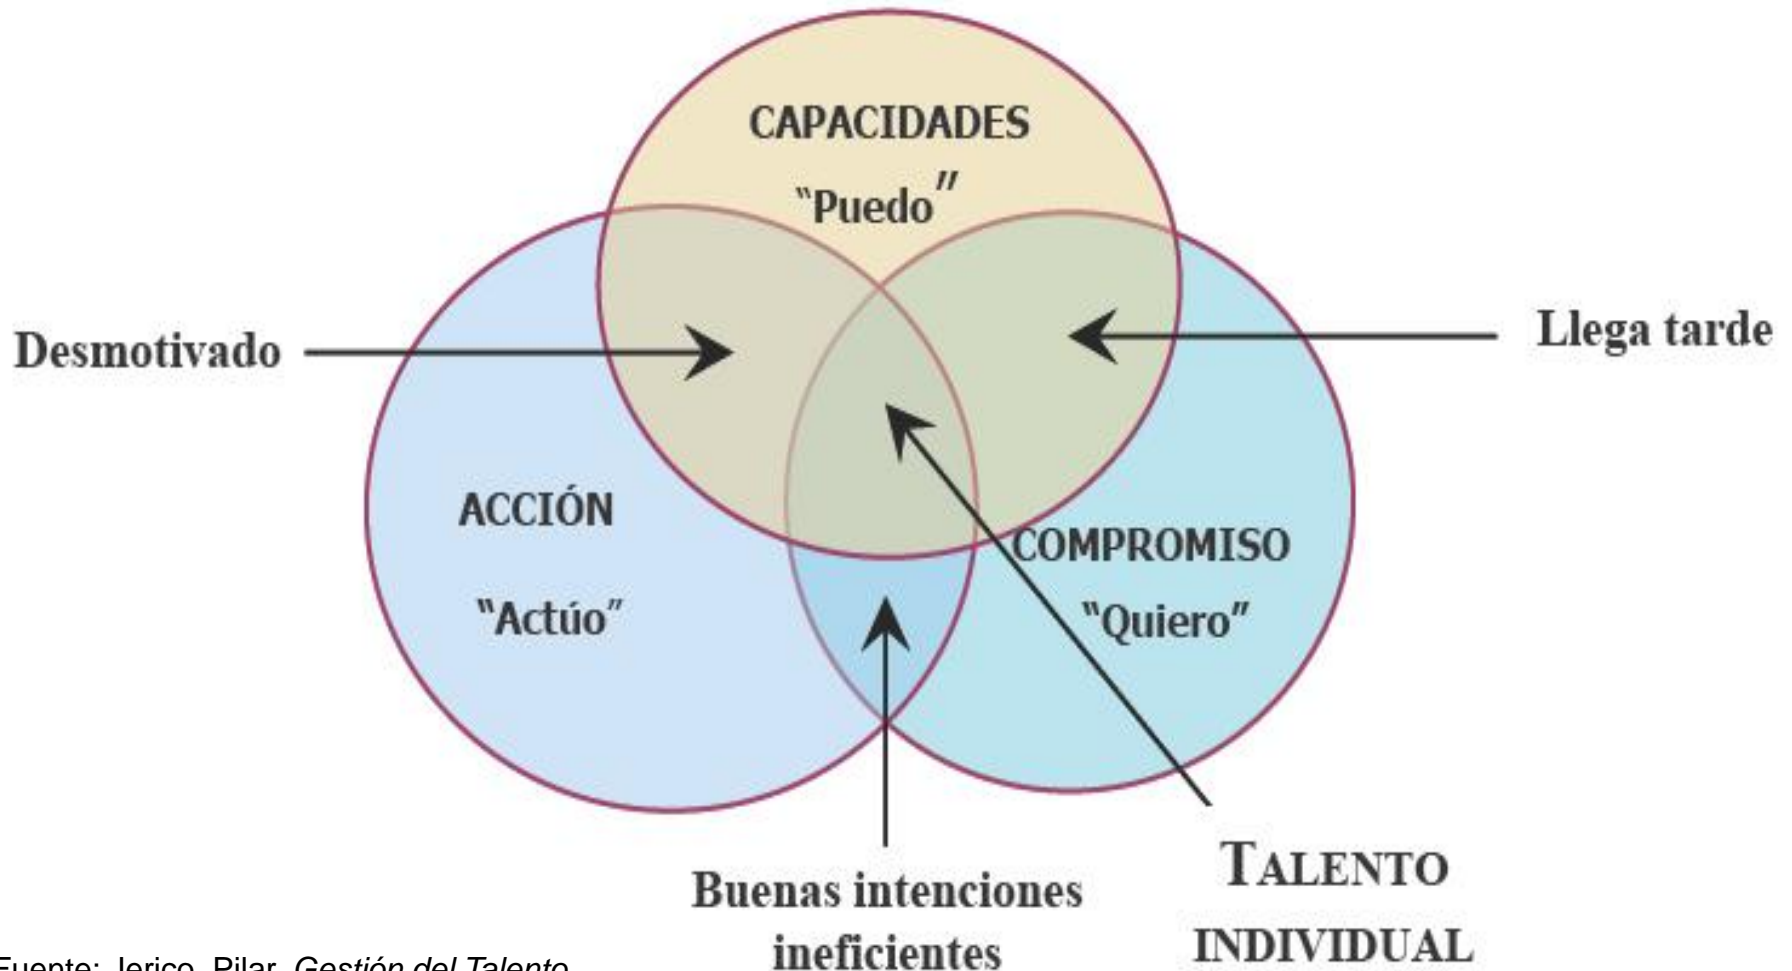 CAPACIDADES
“Puedo”
Desmotivado
Llega tarde
ACCIÓN
“Actúo”
COMPROMISO
“Quiero”
Buenas intenciones
ineficientes
TALENTO
INDIVIDUAL
Fuente: Jerico, Pilar. Gestión del Talento